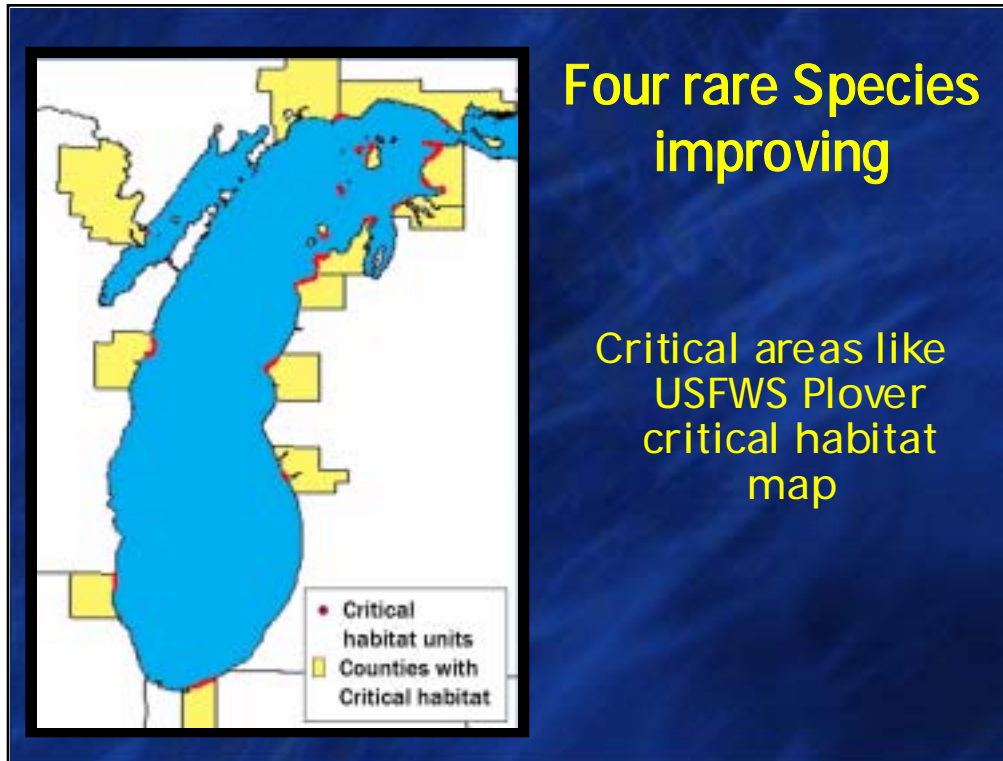 Four rare Species
improving
Critical areas like
USFWS Plover
critical habitat
map
Critical
habitat units
Counties with
Critical habitat